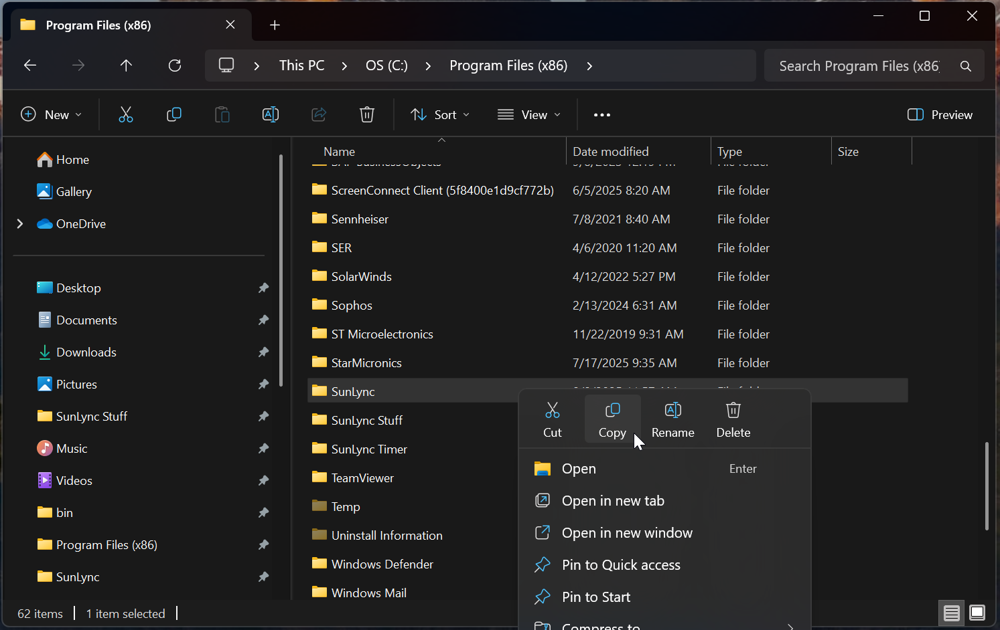 Program Files (x86)
This PC > OS (C:) > Program Files (x86) >
Search Program Files (x86)
New
Sort
View
Preview
Home
Gallery
OneDrive
Desktop
Documents
Downloads
Pictures
SunLync Stuff
Music
Videos
bin
Program Files (x86)
SunLync
Name Date modified Type Size
ScreenConnect Client (5f8400e1d9cf772b) 6/5/2025 8:20 AM File folder
Sennheiser 7/8/2021 8:40 AM File folder
SER 4/6/2020 11:20 AM File folder
SolarWinds 4/12/2022 5:27 PM File folder
Sophos 2/13/2024 6:31 AM File folder
ST Microelectronics 11/22/2019 9:31 AM File folder
StarMicronics 7/17/2025 9:35 AM File folder
SunLync
SunLync Stuff
SunLync Timer
TeamViewer
Temp
Uninstall Information
Windows Defender
Windows Mail
Cut Copy Rename Delete
Open Enter
Open in new tab
Open in new window
Pin to Quick access
Pin to Start
Compress to
62 items | 1 item selected |